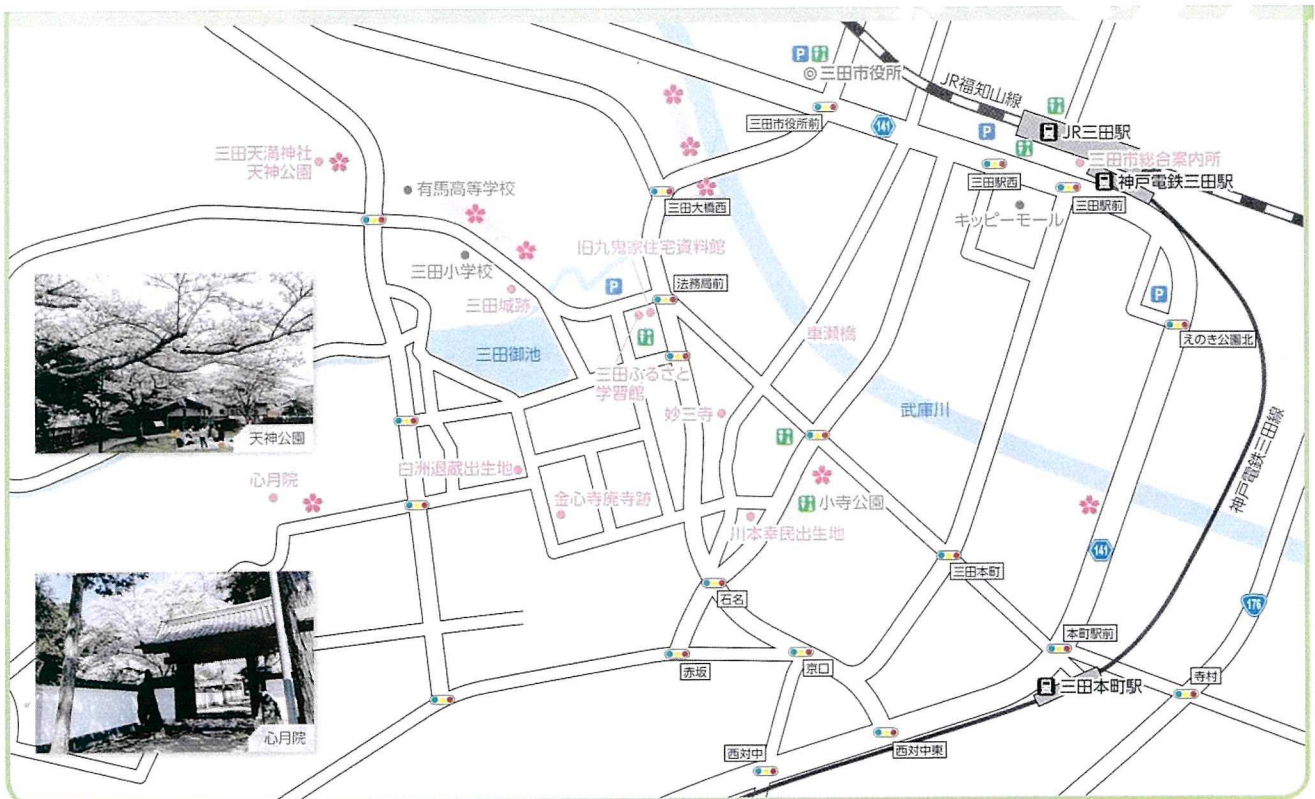 P
◎三田市役所
JR福知山線
三田市役所前
141
P
JR三田駅
三田市総合案内所
三田天満神社
天神公園
三田駅西
神戸電鉄三田駅
有馬高等学校
三田大橋西
三田駅前
キッピーモール
旧九鬼家住宅資料館
三田小学校
法務局前
P
三田城跡
P
車瀬橋
えのき公園北
三田御池
三田ふるさと
学習館
妙三寺
武庫川
天神公園
神戸電鉄三田線
白洲退蔵出生地
心月院
金心寺廃寺跡
小寺公園
川本幸民出生地
141
三田本町
石名
176
本町駅前
赤坂
京口
寺村
三田本町駅
心月院
西対中
西対中東